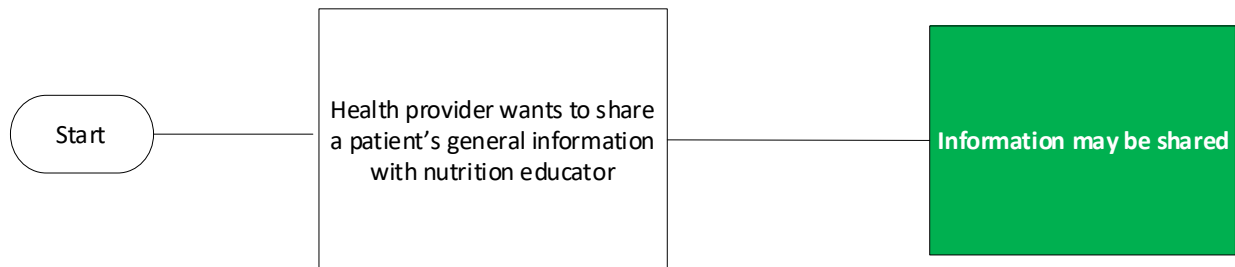 Start
Health provider wants to share
a patient's general information
with nutrition educator
Information may be shared